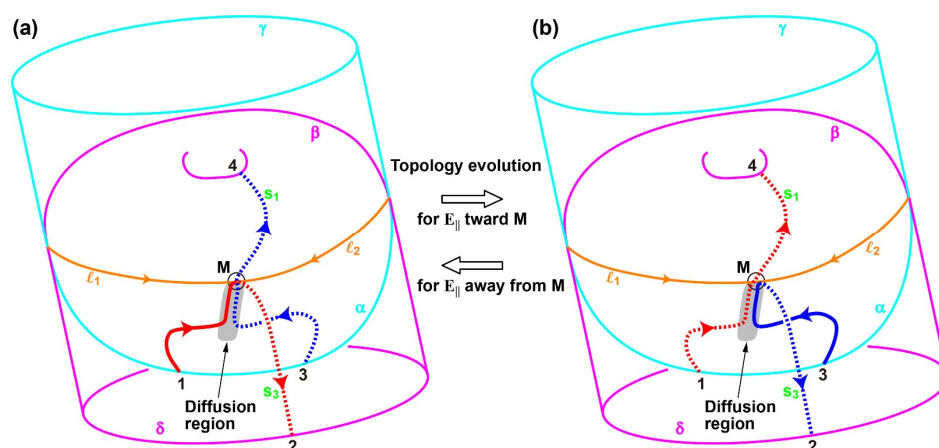 (a)
γ
β
4
s₁
M
ℓ₁
ℓ₂
α
1
3
Diffusion
region
s₃
δ
2
Topology evolution
for E∥ tward M
for E∥ away from M
(b)
γ
β
4
s₁
M
ℓ₁
ℓ₂
α
1
3
Diffusion
region
s₃
δ
2